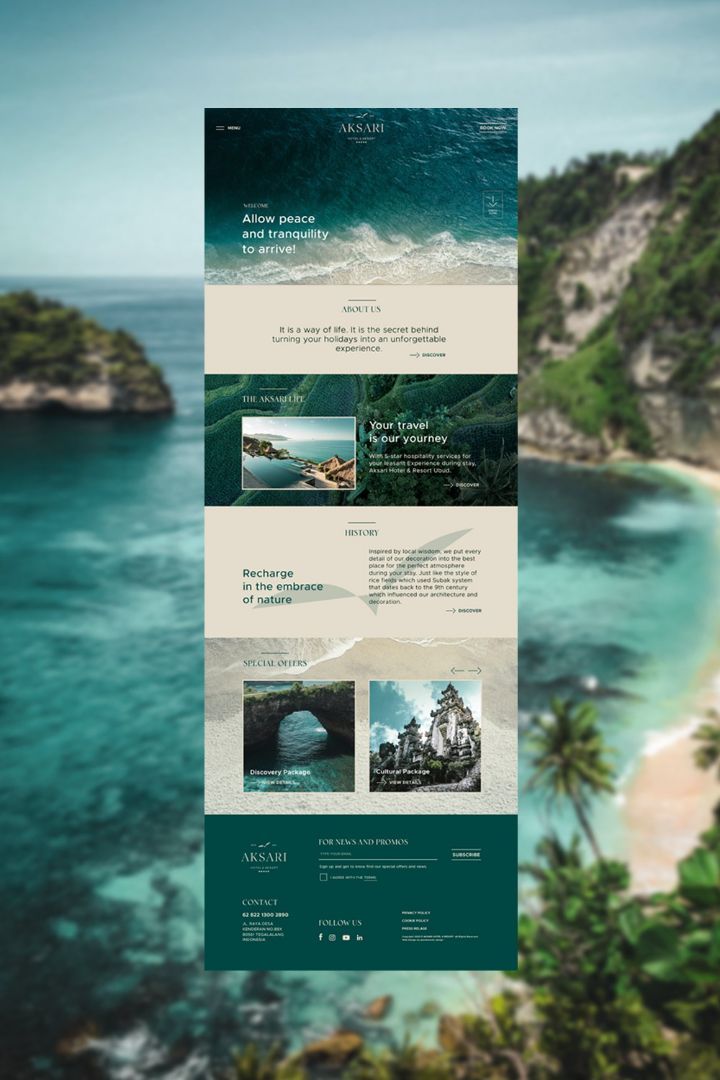 MENU
AKSARI
HOTEL & RESORT
BOOK NOW
WELCOME
Allow peace
and tranquility
to arrive!
ABOUT US
It is a way of life. It is the secret behind
turning your holidays into an unforgettable
experience.
DISCOVER
THE AKSARI LIFE
Your travel
is our yourney
With 5-star hospitality services for
your leasant Experience during stay,
Aksari Hotel & Resort Ubud.
DISCOVER
HISTORY
Recharge
in the embrace
of nature
Inspired by local wisdom, we put every
detail of our decoration into the best
place for the perfect atmosphere
during your stay. Just like the style of
rice fields which used Subak system
that dates back to the 9th century
which influenced our architecture and
decoration.
DISCOVER
SPECIAL OFFERS
Discovery Package
VIEW DETAILS
Cultural Package
VIEW DETAILS
AKSARI
HOTEL & RESORT
FOR NEWS AND PROMOS
TYPE YOUR EMAIL
SUBSCRIBE
Sign up and get to know first our special offers and news
I AGREE WITH THE TERMS
CONTACT
62 822 1300 2890
JL. RAYA DESA
KENDERAN NO.88X
80561 TEGALALANG
INDONESIA
FOLLOW US
PRIVACY POLICY
COOKIE POLICY
PRESS RELASE